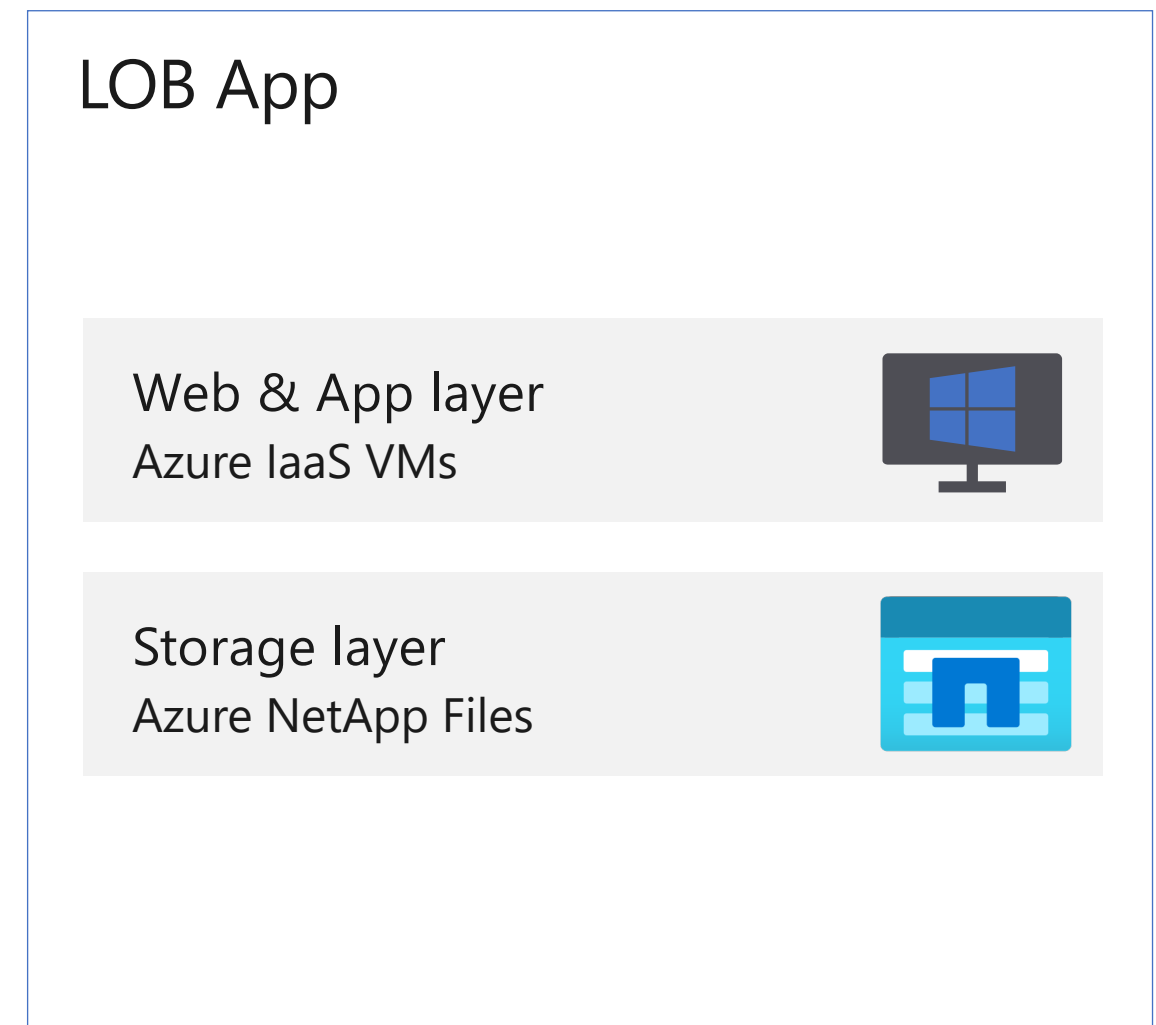 LOB App
Web & App layer
Azure IaaS VMs
Storage layer
Azure NetApp Files